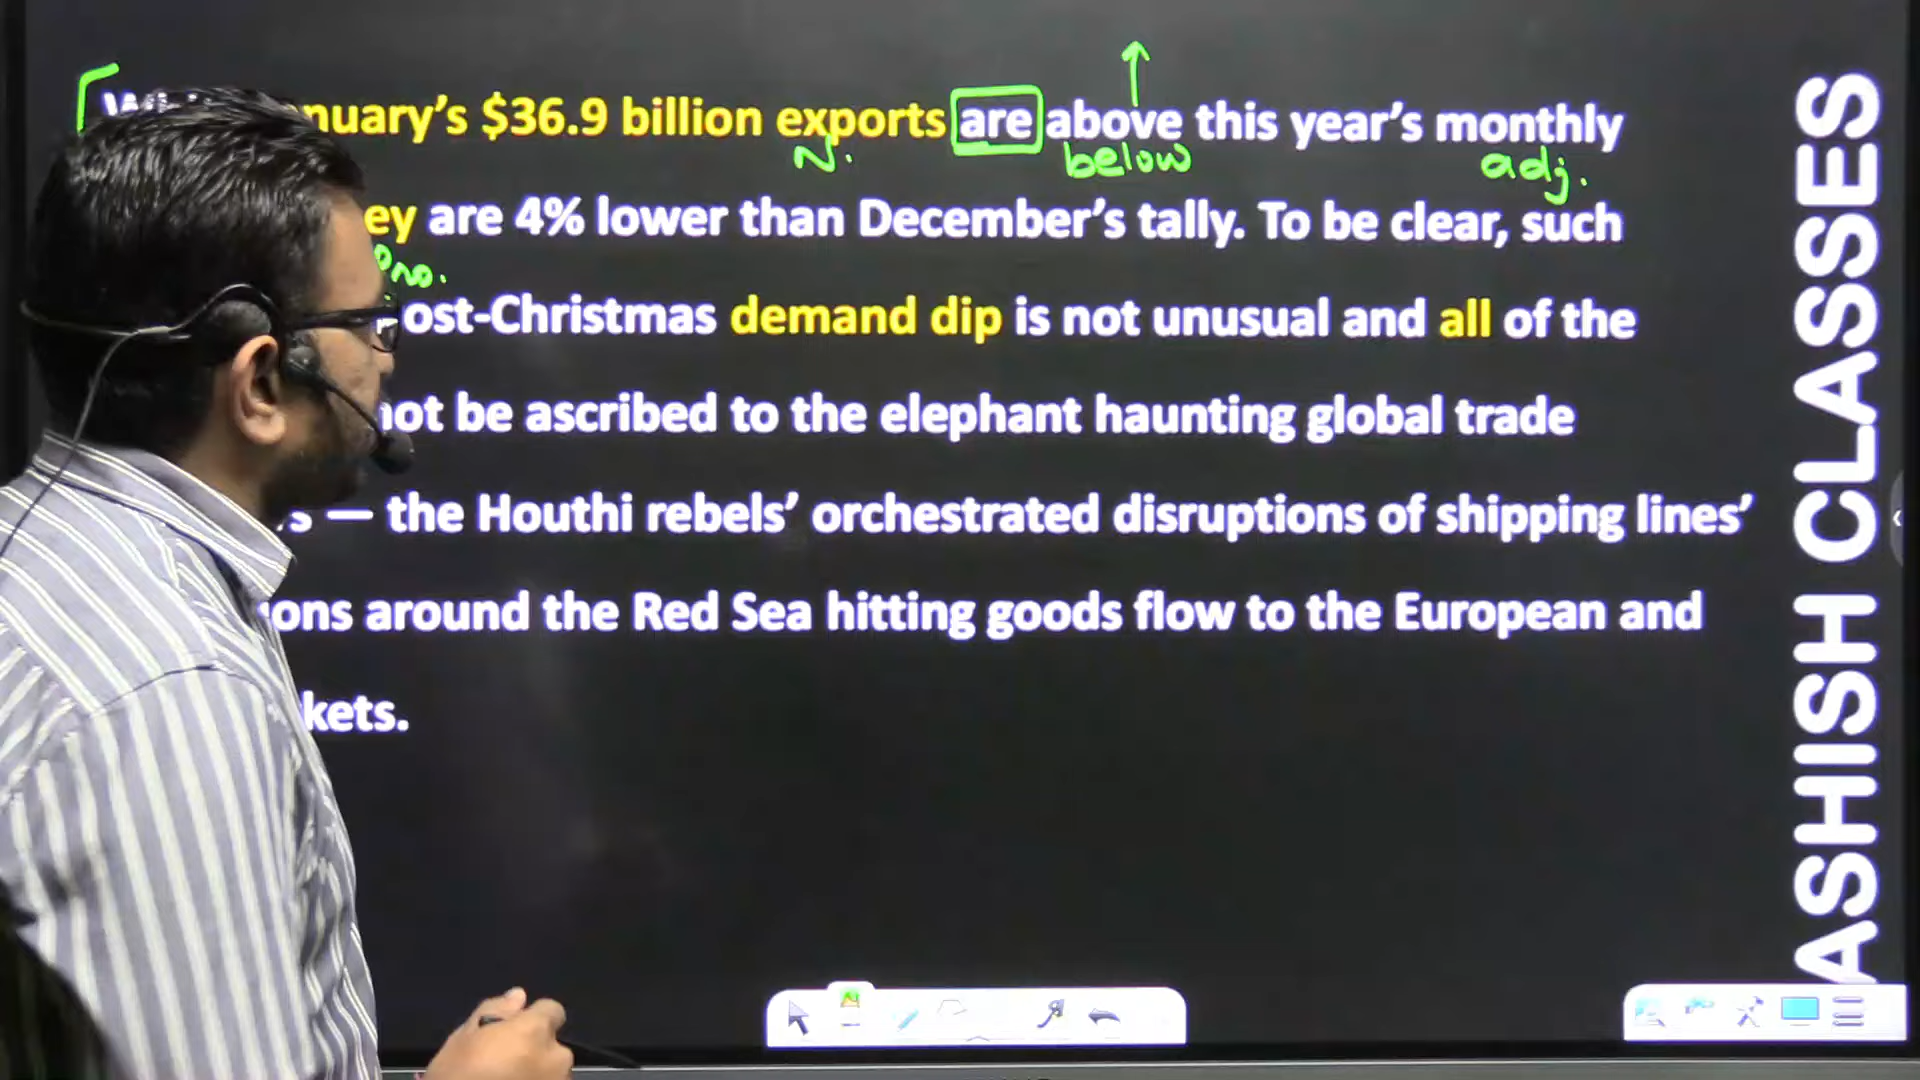 nuary's $36.9 billion exports are above this year's monthly
N. below adj.
ey are 4% lower than December's tally. To be clear, such
ost-Christmas demand dip is not unusual and all of the
not be ascribed to the elephant haunting global trade
s — the Houthi rebels' orchestrated disruptions of shipping lines'
ons around the Red Sea hitting goods flow to the European and
kets.
ASHISH CLASSES